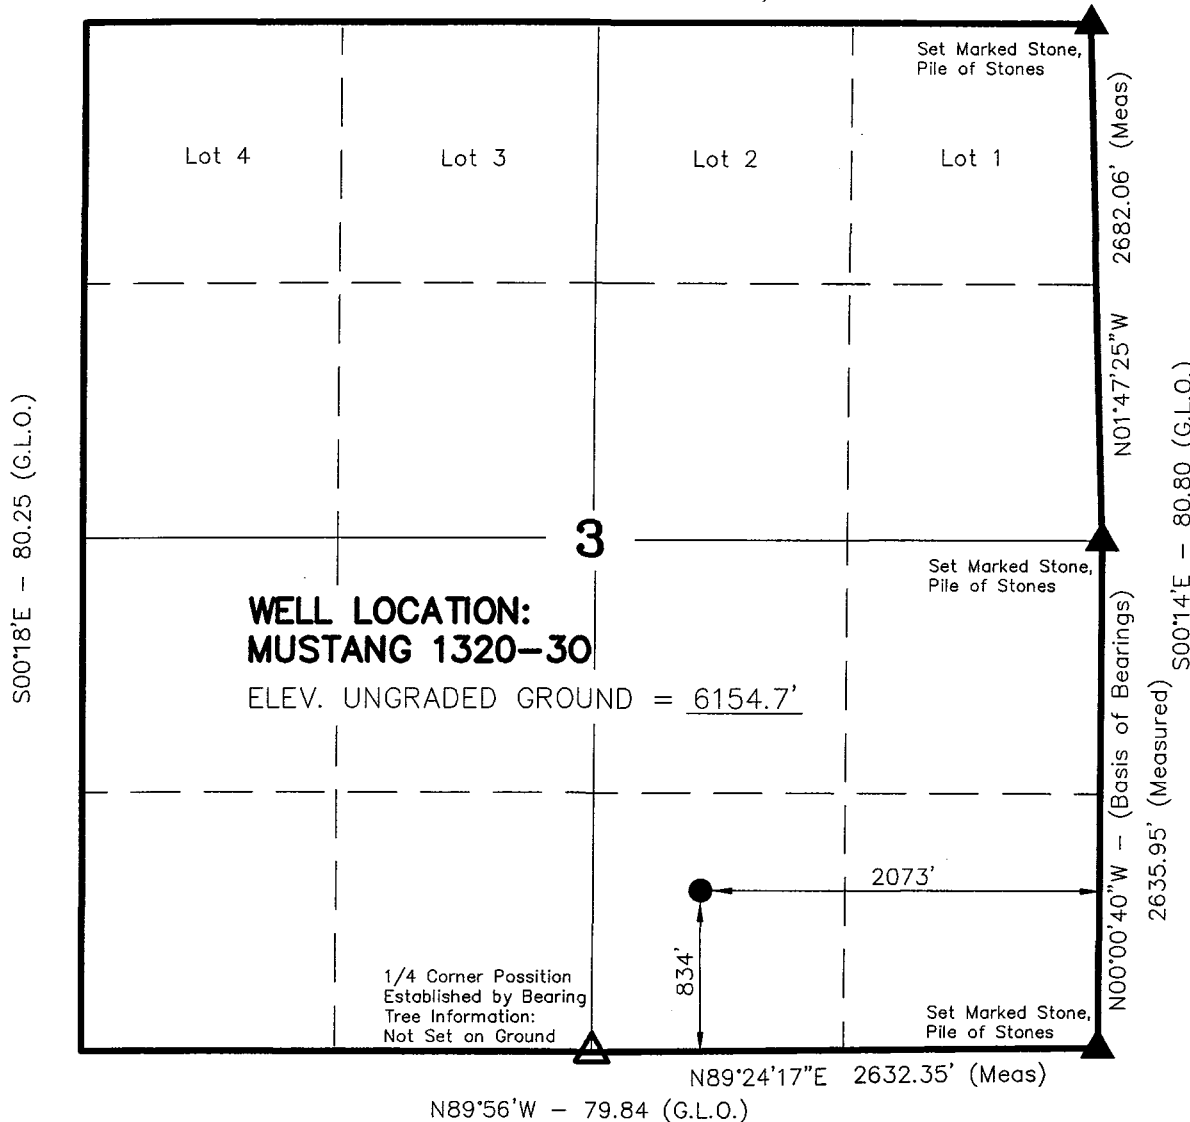 Set Marked Stone,
Pile of Stones
Lot 4
Lot 3
Lot 2
Lot 1
N01°47'25"W 2682.06' (Meas)
S00°18'E - 80.25 (G.L.O.)
S00°14'E - 80.80 (G.L.O.)
3
Set Marked Stone,
Pile of Stones
WELL LOCATION:
MUSTANG 1320-30
ELEV. UNGRADED GROUND = 6154.7'
N00°00'40"W - (Basis of Bearings)
2635.95' (Measured)
2073'
834'
1/4 Corner Possition
Established by Bearing
Tree Information:
Not Set on Ground
Set Marked Stone,
Pile of Stones
N89°24'17"E 2632.35' (Meas)
N89°56'W - 79.84 (G.L.O.)